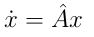 ẋ = Âx